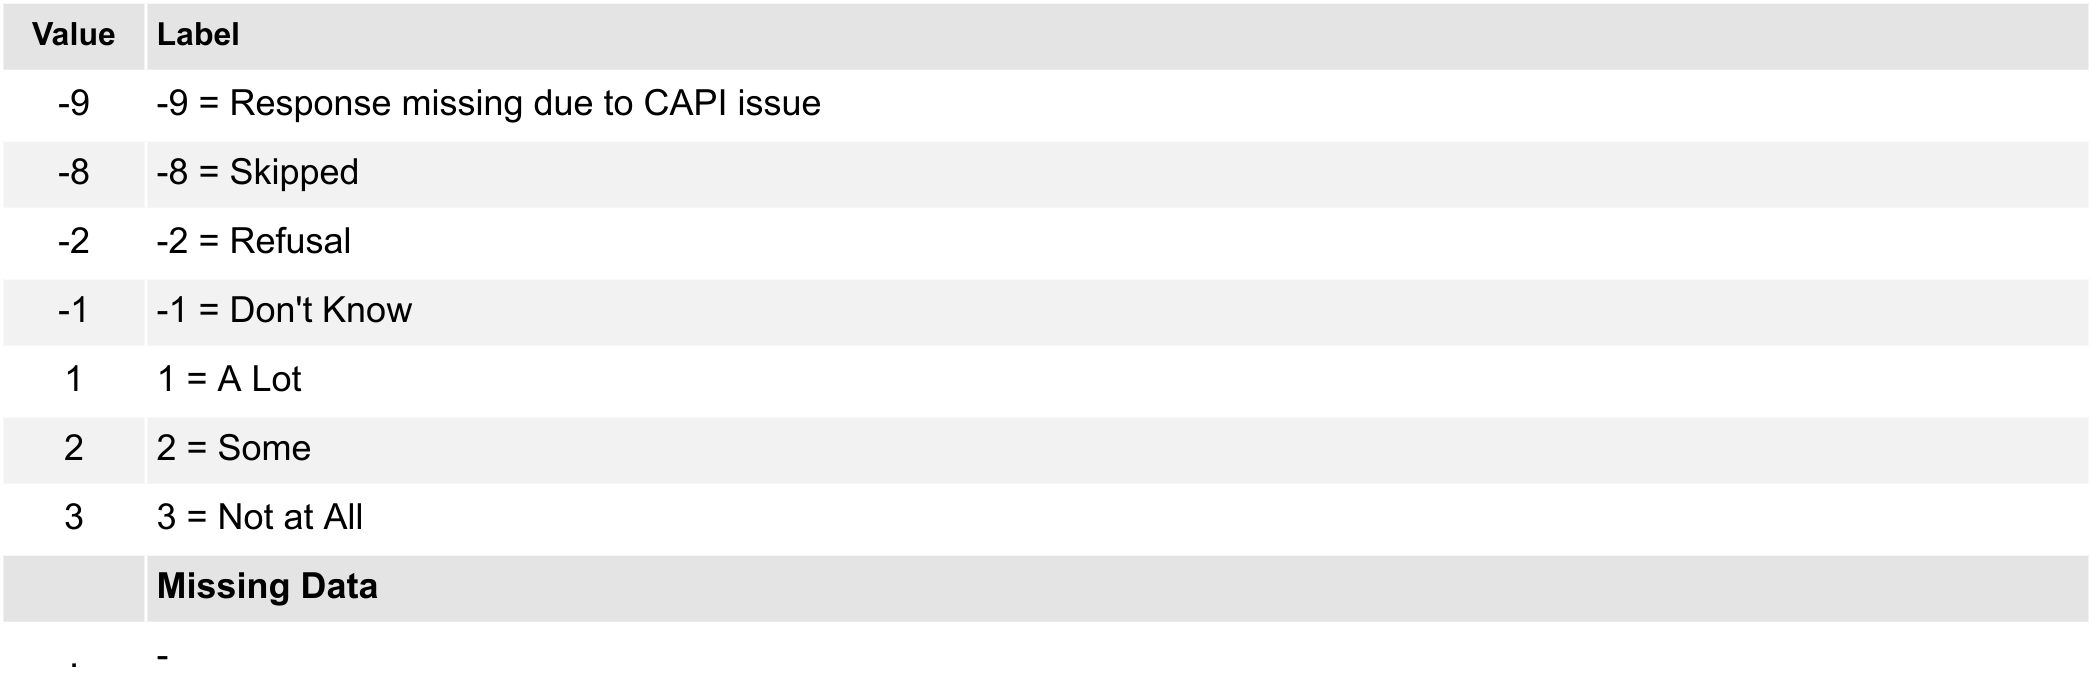 Value Label
-9 -9 = Response missing due to CAPI issue
-8 -8 = Skipped
-2 -2 = Refusal
-1 -1 = Don't Know
1 1 = A Lot
2 2 = Some
3 3 = Not at All
Missing Data
. -